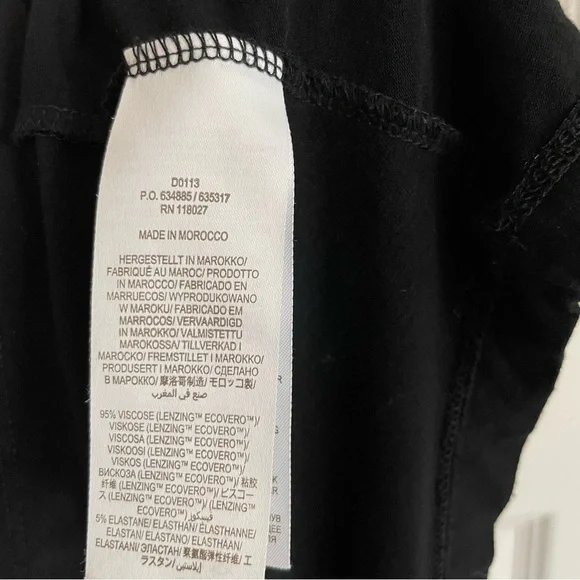 D0113
P.O. 634885 / 635317
RN 118027
MADE IN MOROCCO
HERGESTELLT IN MAROKKO/
FABRIQUÉ AU MAROC/ PRODOTTO
IN MAROCCO/ FABRICADO EN
MARRUECOS/ WYPRODUKOWANO
W MAROKU/ FABRICADO EM
MARROCOS/ VERVAARDIGD
IN MAROKKO/ VALMISTETTU
MAROKOSSA/ TILLVERKAD I
MAROCKO/ FREMSTILLET I MAROKKO/
PRODUSERT I MAROKKO/ СДЕЛАНО
В МАРОККО/ 摩洛哥制造/ モロッコ製/
صنع في المغرب
95% VISCOSE (LENZING™ ECOVERO™)/
VISKOSE (LENZING™ ECOVERO™)/
VISCOSA (LENZING™ ECOVERO™)/
VISKOOSI (LENZING™ ECOVERO™)/
VISKOS (LENZING™ ECOVERO™)/
ВИСКОЗА (LENZING™ ECOVERO™)/ 粘胶
纤维 (LENZING™ ECOVERO™)/ ビスコー
ス (LENZING™ ECOVERO™)/ (LENZING™
ECOVERO™) فيسكوز/
5% ELASTANE/ ELASTHAN/ ELASTHANNE/
ELASTAN/ ELASTANO/ ELASTHAAN/
ELASTAANI/ ЭЛАСТАН/ 聚氨酯弹性纤维/ エ
ラスタン/ إيلاستين